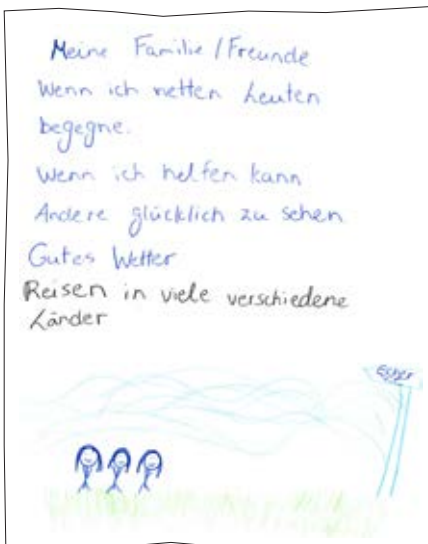 Meine Familie/Freunde
Wenn ich netten Leuten
begegne.
Wenn ich helfen kann
Andere glücklich zu sehen
Gutes Wetter
Reisen in viele verschiedene
Länder